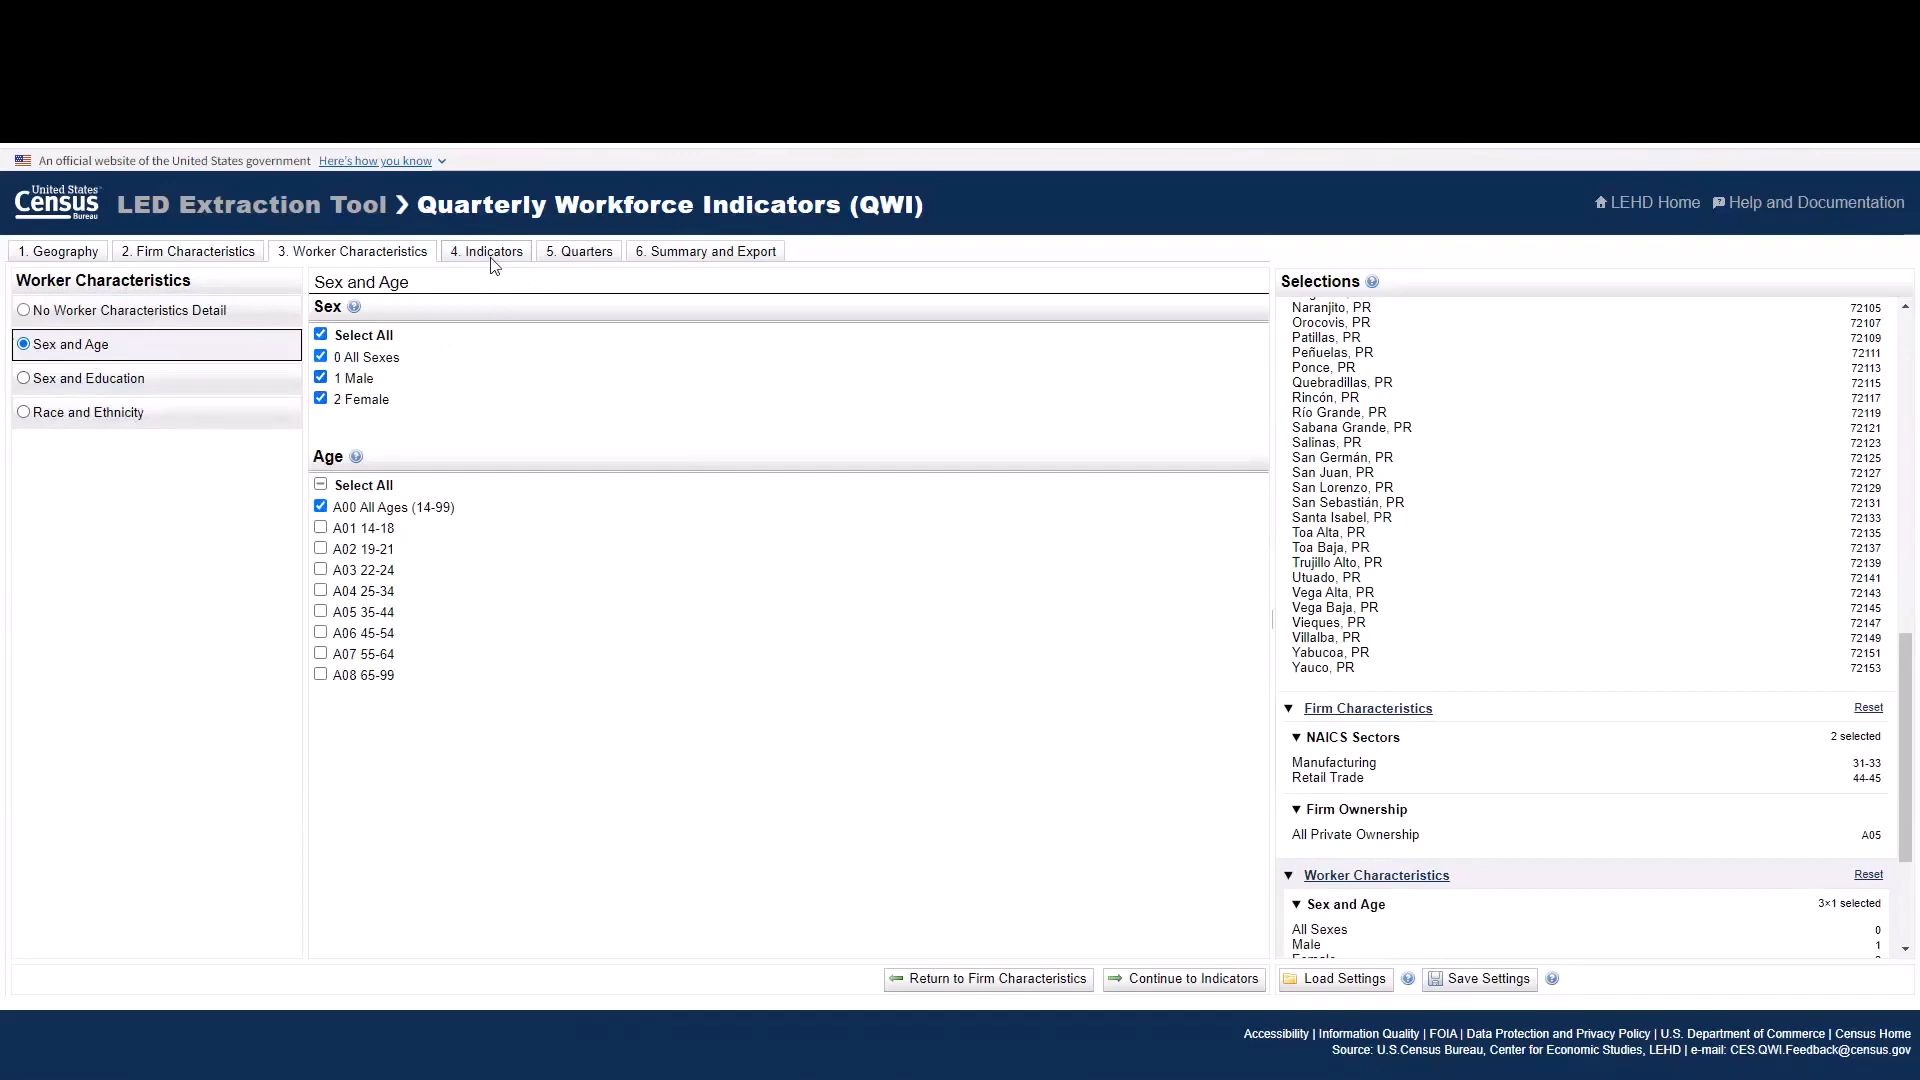 An official website of the United States government Here's how you know
United States
Census
Bureau
LED Extraction Tool ❯ Quarterly Workforce Indicators (QWI)
LEHD Home Help and Documentation
1. Geography 2. Firm Characteristics 3. Worker Characteristics 4. Indicators 5. Quarters 6. Summary and Export
Worker Characteristics
No Worker Characteristics Detail
Sex and Age
Sex and Education
Race and Ethnicity
Sex and Age
Sex
Select All
0 All Sexes
1 Male
2 Female
Age
Select All
A00 All Ages (14-99)
A01 14-18
A02 19-21
A03 22-24
A04 25-34
A05 35-44
A06 45-54
A07 55-64
A08 65-99
Return to Firm Characteristics Continue to Indicators
Selections
Naranjito, PR 72105
Orocovis, PR 72107
Patillas, PR 72109
Peñuelas, PR 72111
Ponce, PR 72113
Quebradillas, PR 72115
Rincón, PR 72117
Río Grande, PR 72119
Sabana Grande, PR 72121
Salinas, PR 72123
San Germán, PR 72125
San Juan, PR 72127
San Lorenzo, PR 72129
San Sebastián, PR 72131
Santa Isabel, PR 72133
Toa Alta, PR 72135
Toa Baja, PR 72137
Trujillo Alto, PR 72139
Utuado, PR 72141
Vega Alta, PR 72143
Vega Baja, PR 72145
Vieques, PR 72147
Villalba, PR 72149
Yabucoa, PR 72151
Yauco, PR 72153
Firm Characteristics Reset
NAICS Sectors 2 selected
Manufacturing 31-33
Retail Trade 44-45
Firm Ownership
All Private Ownership A05
Worker Characteristics Reset
Sex and Age 3×1 selected
All Sexes 0
Male 1
Load Settings Save Settings
Accessibility | Information Quality | FOIA | Data Protection and Privacy Policy | U.S. Department of Commerce | Census Home
Source: U.S.Census Bureau, Center for Economic Studies, LEHD | e-mail: CES.QWI.Feedback@census.gov